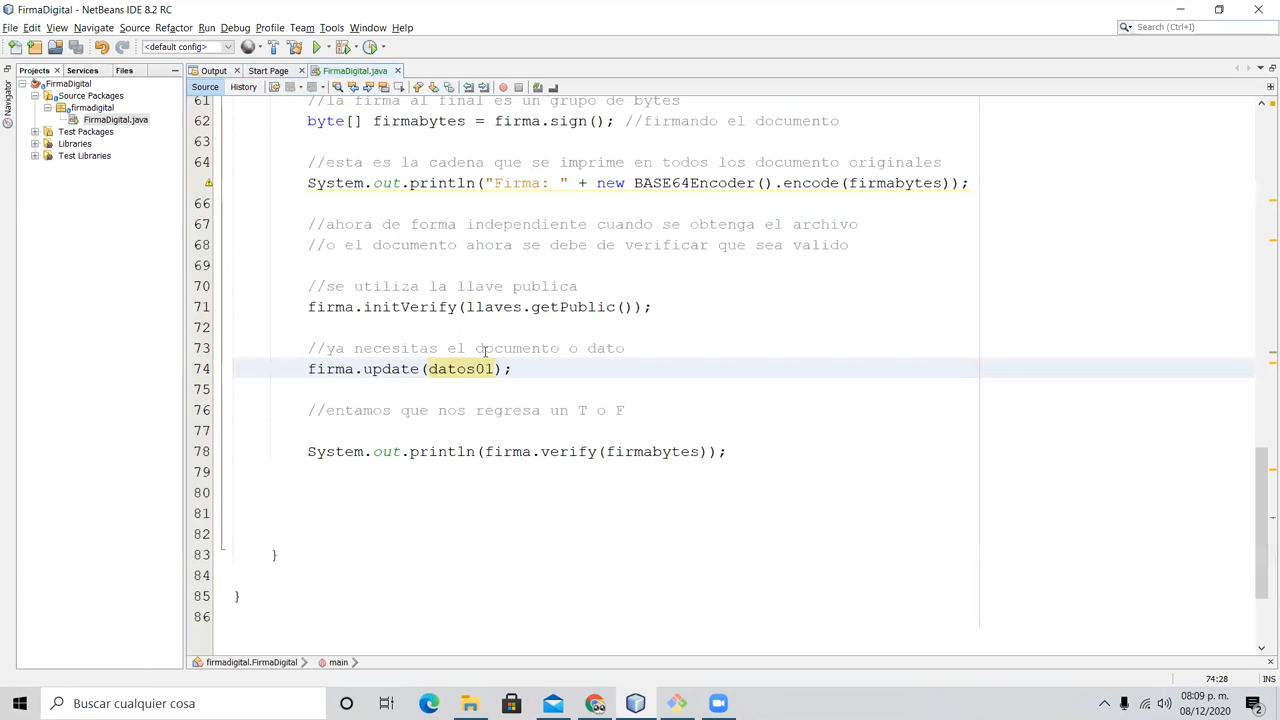 FirmaDigital - NetBeans IDE 8.2 RC
File Edit View Navigate Source Refactor Run Debug Profile Team Tools Window Help
Search (Ctrl+I)
<default config>
Projects Services Files
Output Start Page FirmaDigital.java
Source History
Navigator
FirmaDigital
Source Packages
firmadigital
FirmaDigital.java
Test Packages
Libraries
Test Libraries
61 //la firma al final es un grupo de bytes
62 byte[] firmabytes = firma.sign(); //firmando el documento
63
64 //esta es la cadena que se imprime en todos los documento originales
System.out.println("Firma: " + new BASE64Encoder().encode(firmabytes));
66
67 //ahora de forma independiente cuando se obtenga el archivo
68 //o el documento ahora se debe de verificar que sea valido
69
70 //se utiliza la llave publica
71 firma.initVerify(llaves.getPublic());
72
73 //ya necesitas el documento o dato
74 firma.update(datos01);
75
76 //entamos que nos regresa un T o F
77
78 System.out.println(firma.verify(firmabytes));
79
80
81
82
83 }
84
85 }
86
firmadigital.FirmaDigital main
74:28 INS
Buscar cualquier cosa
08:09 p. m.
08/12/2020
2